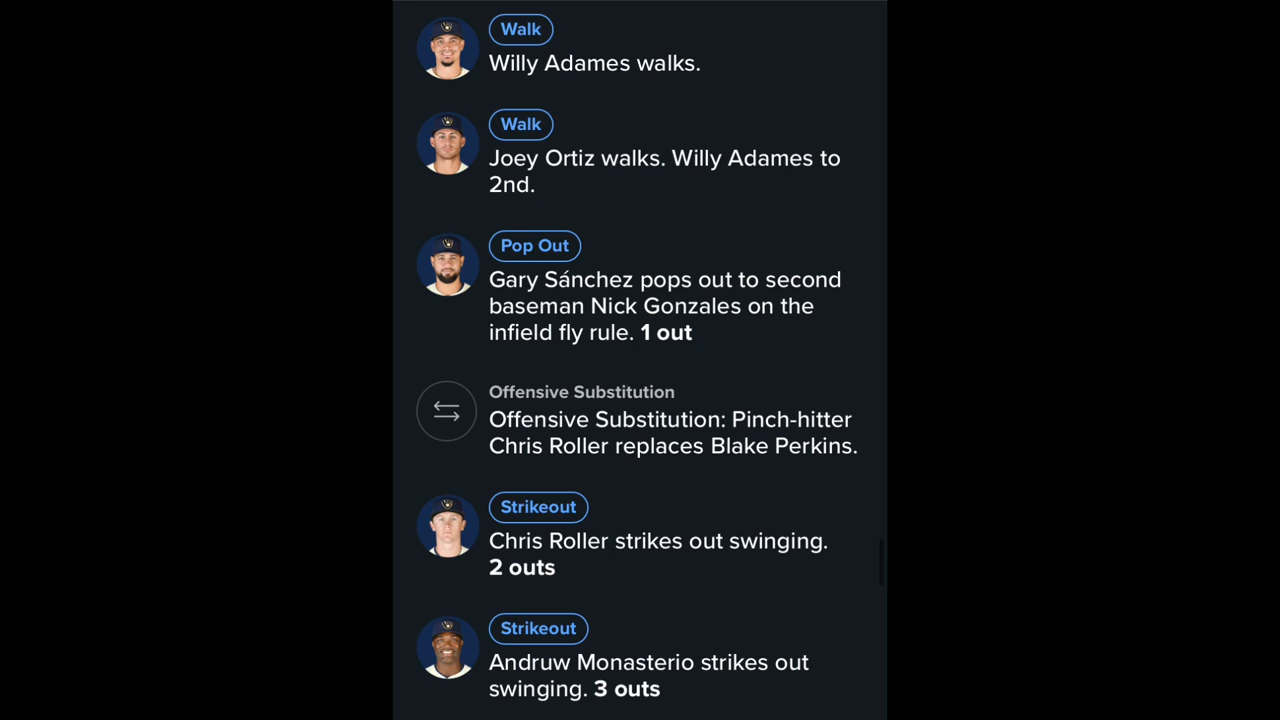 Walk
Willy Adames walks.
Walk
Joey Ortiz walks. Willy Adames to
2nd.
Pop Out
Gary Sánchez pops out to second
baseman Nick Gonzales on the
infield fly rule. 1 out
Offensive Substitution
Offensive Substitution: Pinch-hitter
Chris Roller replaces Blake Perkins.
Strikeout
Chris Roller strikes out swinging.
2 outs
Strikeout
Andruw Monasterio strikes out
swinging. 3 outs